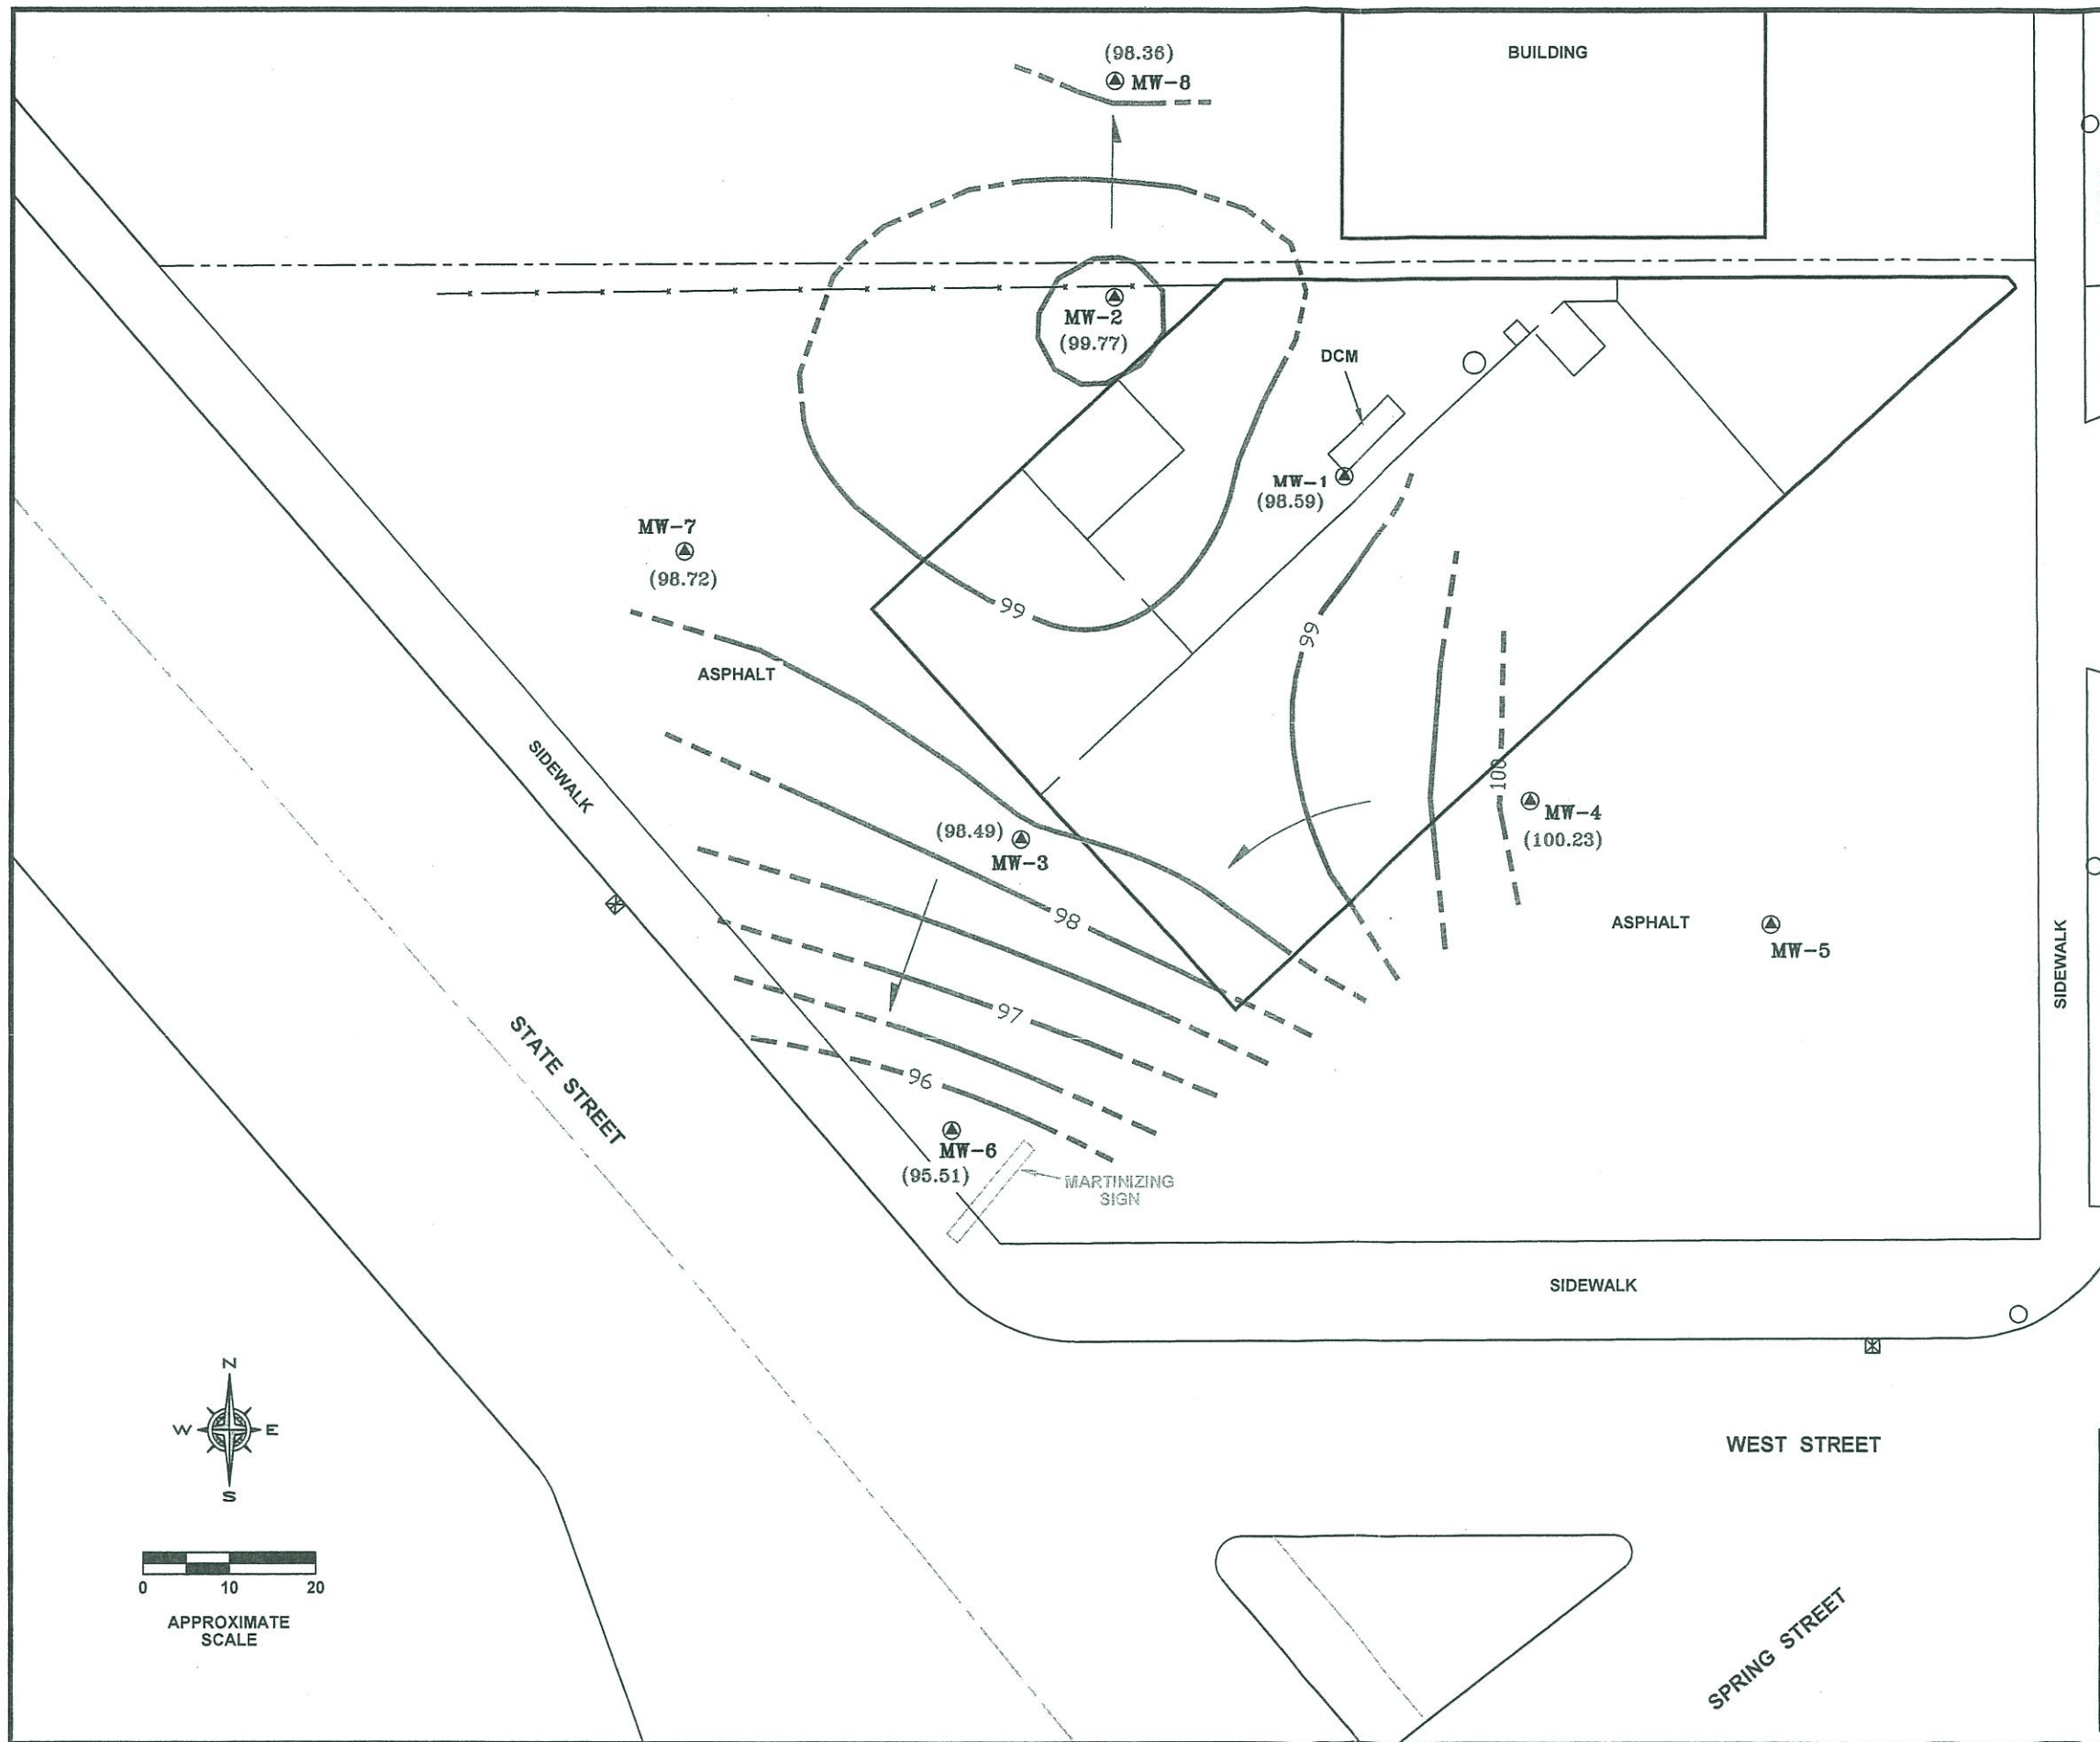 (98.36)
MW-8
BUILDING
MW-2
(99.77)
DCM
MW-1
(98.59)
MW-7
(98.72)
99
99
ASPHALT
SIDEWALK
100
MW-4
(100.23)
(98.49)
MW-3
98
ASPHALT
MW-5
SIDEWALK
97
STATE STREET
96
MW-6
(95.51)
MARTINIZING
SIGN
SIDEWALK
N
W
E
S
WEST STREET
0 10 20
APPROXIMATE
SCALE
SPRING STREET